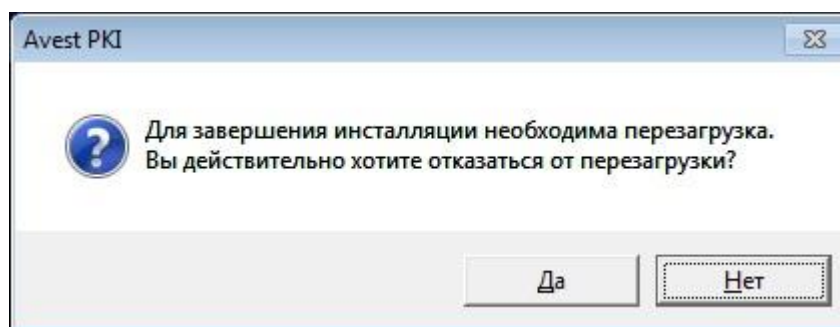 Avest PKI
Для завершения инсталляции необходима перезагрузка.
Вы действительно хотите отказаться от перезагрузки?
Да
Нет